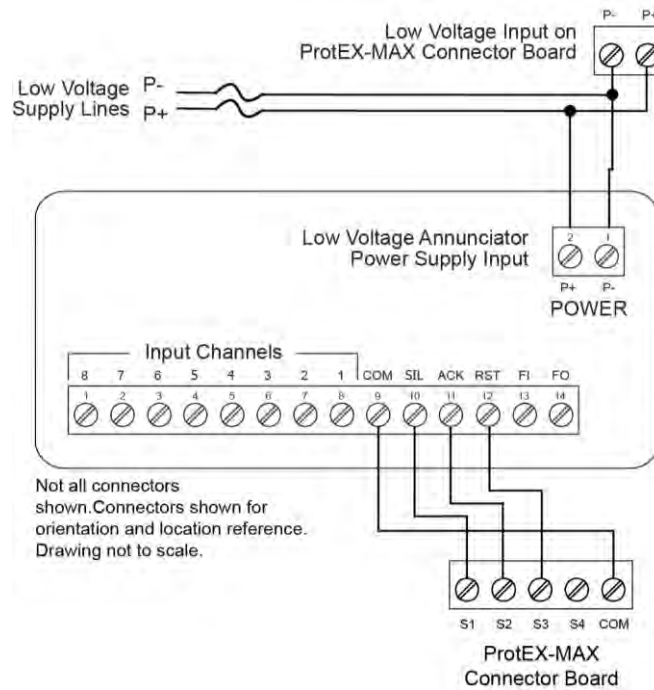 P- P+
Low Voltage Input on
ProtEX-MAX Connector Board
Low Voltage
Supply Lines
P-
P+
Low Voltage Annunciator
Power Supply Input
2 1
P+ P-
POWER
Input Channels
8 7 6 5 4 3 2 1 COM SIL ACK RST FI FO
1 2 3 4 5 6 7 8 9 10 11 12 13 14
Not all connectors
shown.Connectors shown for
orientation and location reference.
Drawing not to scale.
S1 S2 S3 S4 COM
ProtEX-MAX
Connector Board